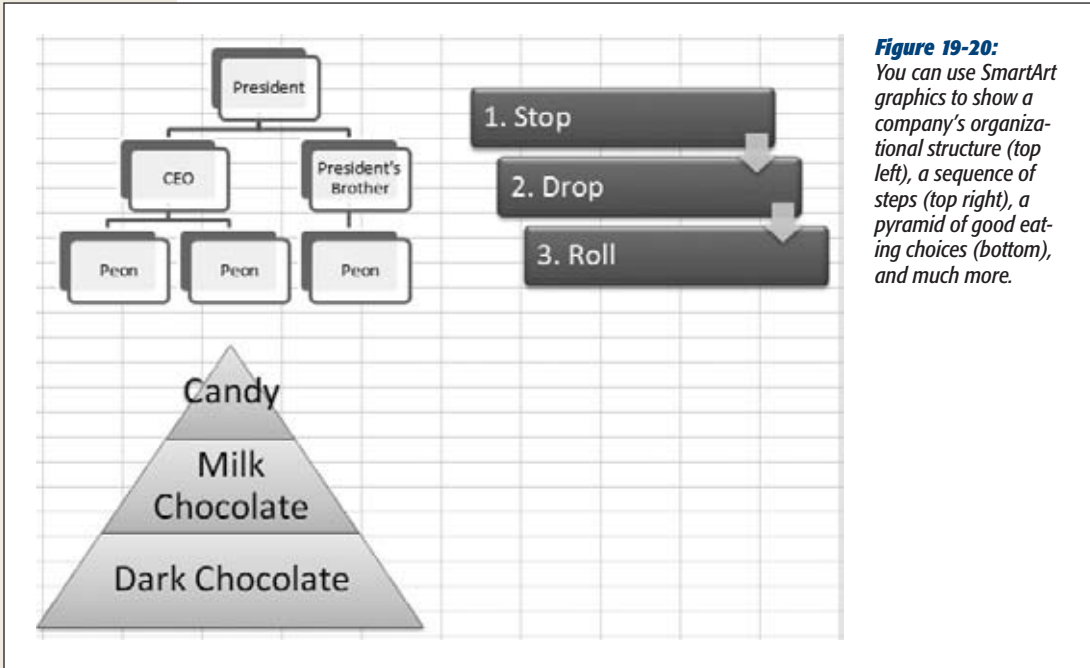 President
CEO
President's
Brother
Peon
Peon
Peon
1. Stop
2. Drop
3. Roll
Candy
Milk
Chocolate
Dark Chocolate
Figure 19-20:
You can use SmartArt
graphics to show a
company's organiza-
tional structure (top
left), a sequence of
steps (top right), a
pyramid of good eat-
ing choices (bottom),
and much more.